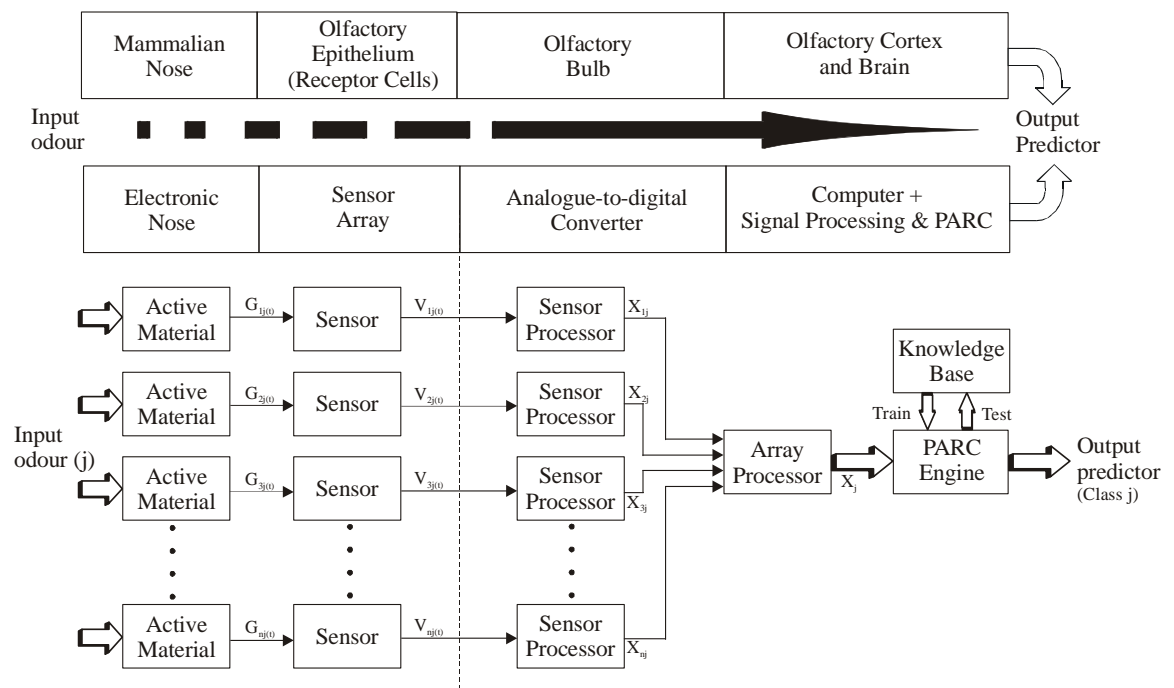 Mammalian
Nose
Olfactory
Epithelium
(Receptor Cells)
Olfactory
Bulb
Olfactory Cortex
and Brain
Input
odour
Output
Predictor
Electronic
Nose
Sensor
Array
Analogue-to-digital
Converter
Computer +
Signal Processing & PARC
Active
Material
G1j(t)
Sensor
V1j(t)
Sensor
Processor
X1j
Knowledge
Base
Active
Material
G2j(t)
Sensor
V2j(t)
Sensor
Processor
X2j
Train
Test
Input
odour (j)
Active
Material
G3j(t)
Sensor
V3j(t)
Sensor
Processor
X3j
Array
Processor
Xj
PARC
Engine
Output
predictor
(Class j)
Active
Material
Gnj(t)
Sensor
Vnj(t)
Sensor
Processor
Xnj